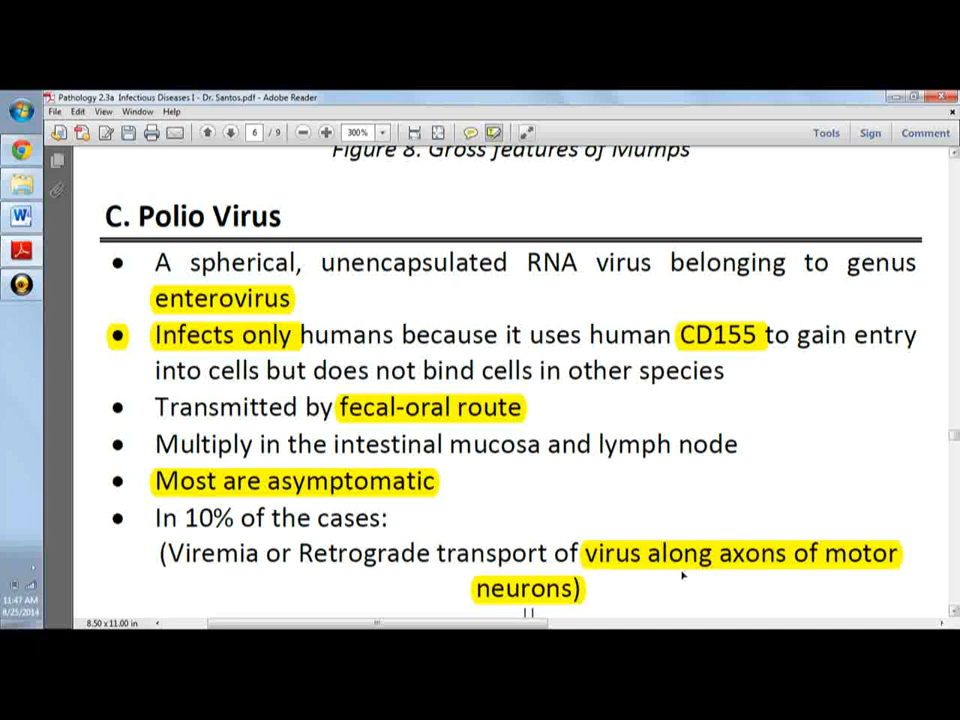 Pathology 2.3a Infectious Diseases I - Dr. Santos.pdf - Adobe Reader
File Edit View Window Help
6 / 9 300% Tools Sign Comment
Figure 8. Gross features of Mumps
C. Polio Virus
• A spherical, unencapsulated RNA virus belonging to genus
enterovirus
• Infects only humans because it uses human CD155 to gain entry
into cells but does not bind cells in other species
• Transmitted by fecal-oral route
• Multiply in the intestinal mucosa and lymph node
• Most are asymptomatic
• In 10% of the cases:
(Viremia or Retrograde transport of virus along axons of motor
neurons)
11:47 AM
8/25/2014
8.50 x 11.00 in